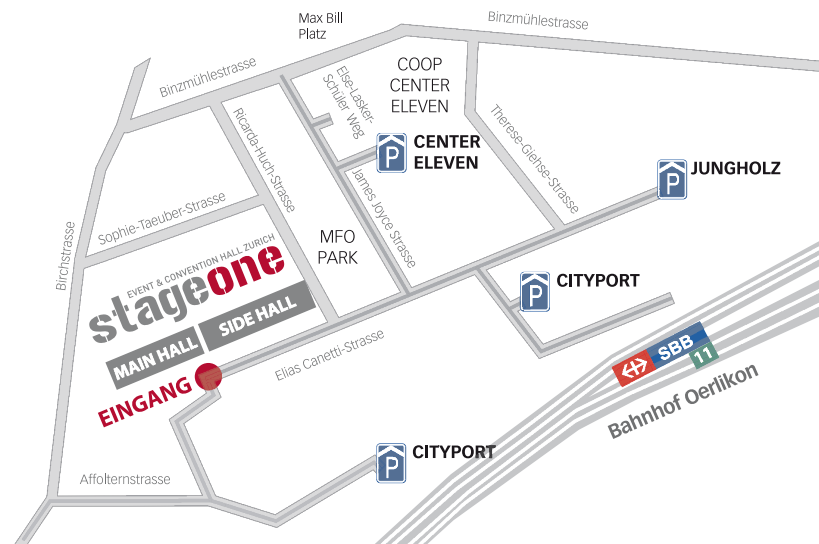 Max Bill
Platz
Binzmühlestrasse
Binzmühlestrasse
COOP
CENTER
ELEVEN
Else-Lasker-
Schüler Weg
Ricarda-Huch-Strasse
Therese-Giehse-Strasse
P
CENTER
ELEVEN
P
JUNGHOLZ
James Joyce Strasse
Sophie-Taeuber-Strasse
Birchstrasse
MFO
PARK
EVENT & CONVENTION HALL ZURICH
stageone
MAIN HALL
SIDE HALL
EINGANG
P
CITYPORT
Elias Canetti-Strasse
SBB
11
Bahnhof Oerlikon
P
CITYPORT
Affolternstrasse